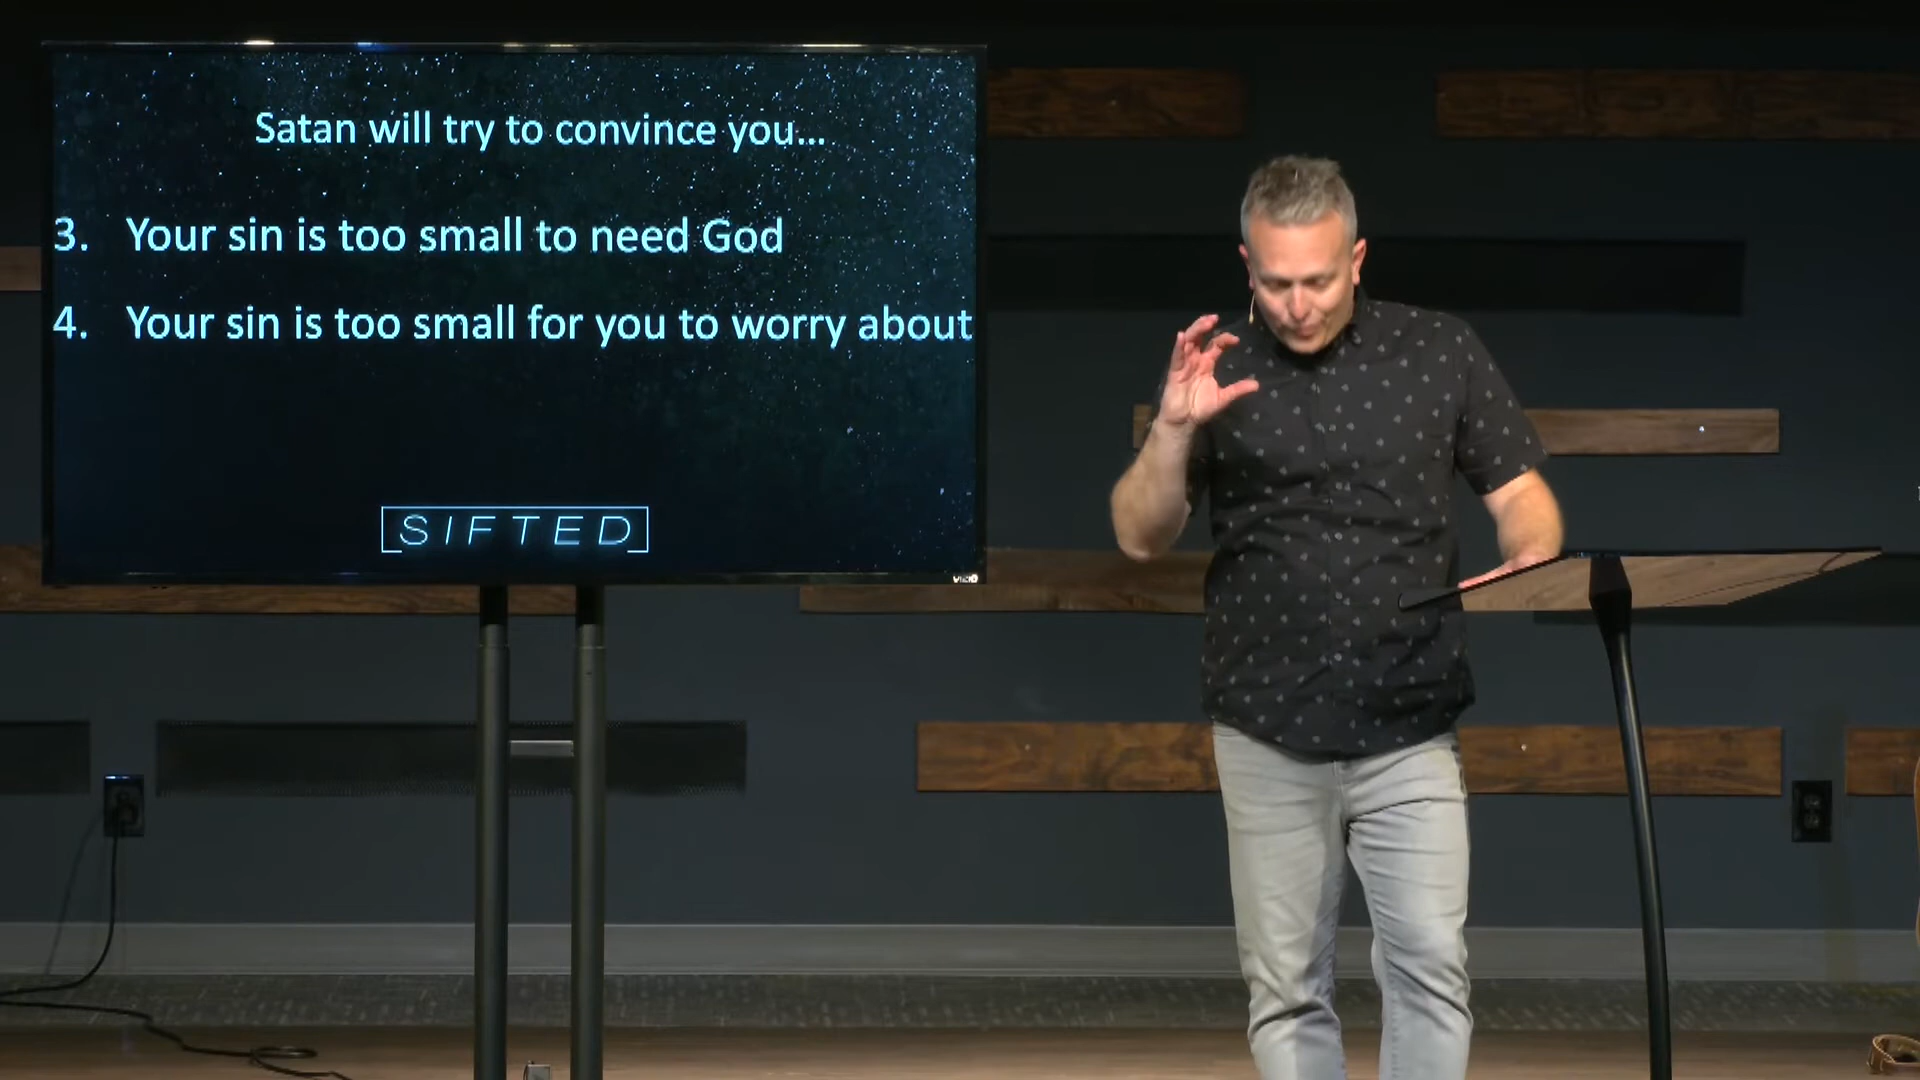 Satan will try to convince you...
3. Your sin is too small to need God
4. Your sin is too small for you to worry about
SIFTED
VIZIO